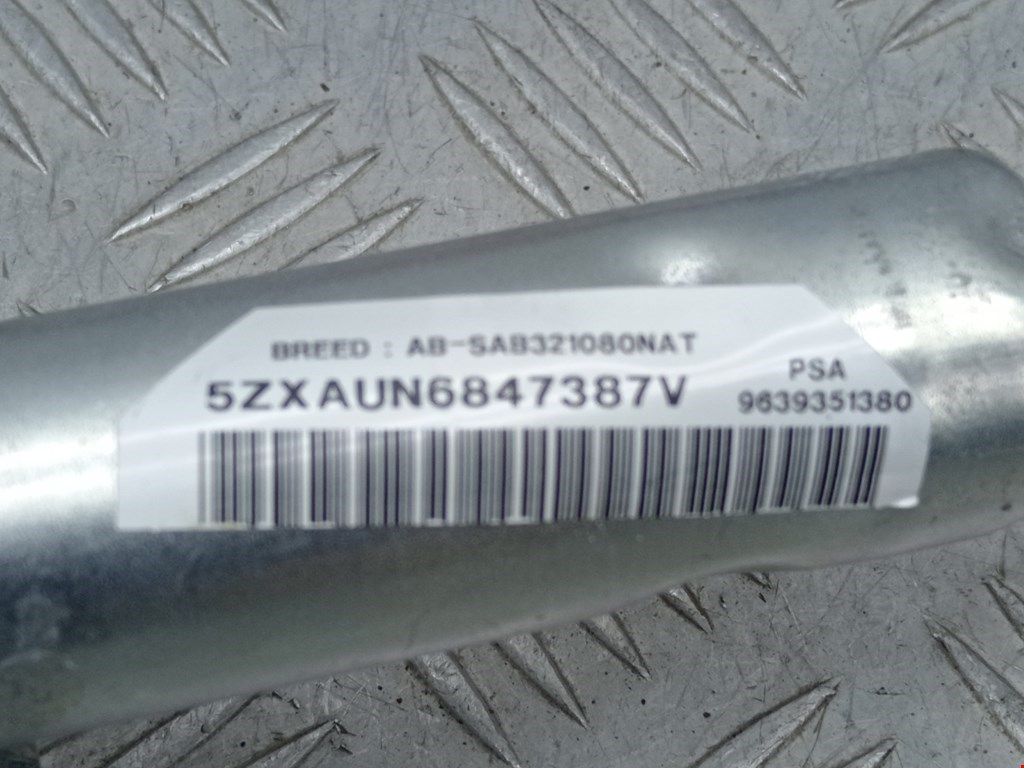 BREED : AB-SAB321080NAT
5ZXAUN6847387V
PSA
9639351380